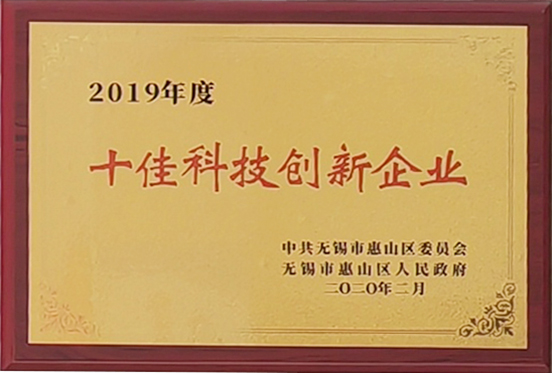 2019年度
十佳科技创新企业
中共无锡市惠山区委员会
无锡市惠山区人民政府
二〇二〇年二月